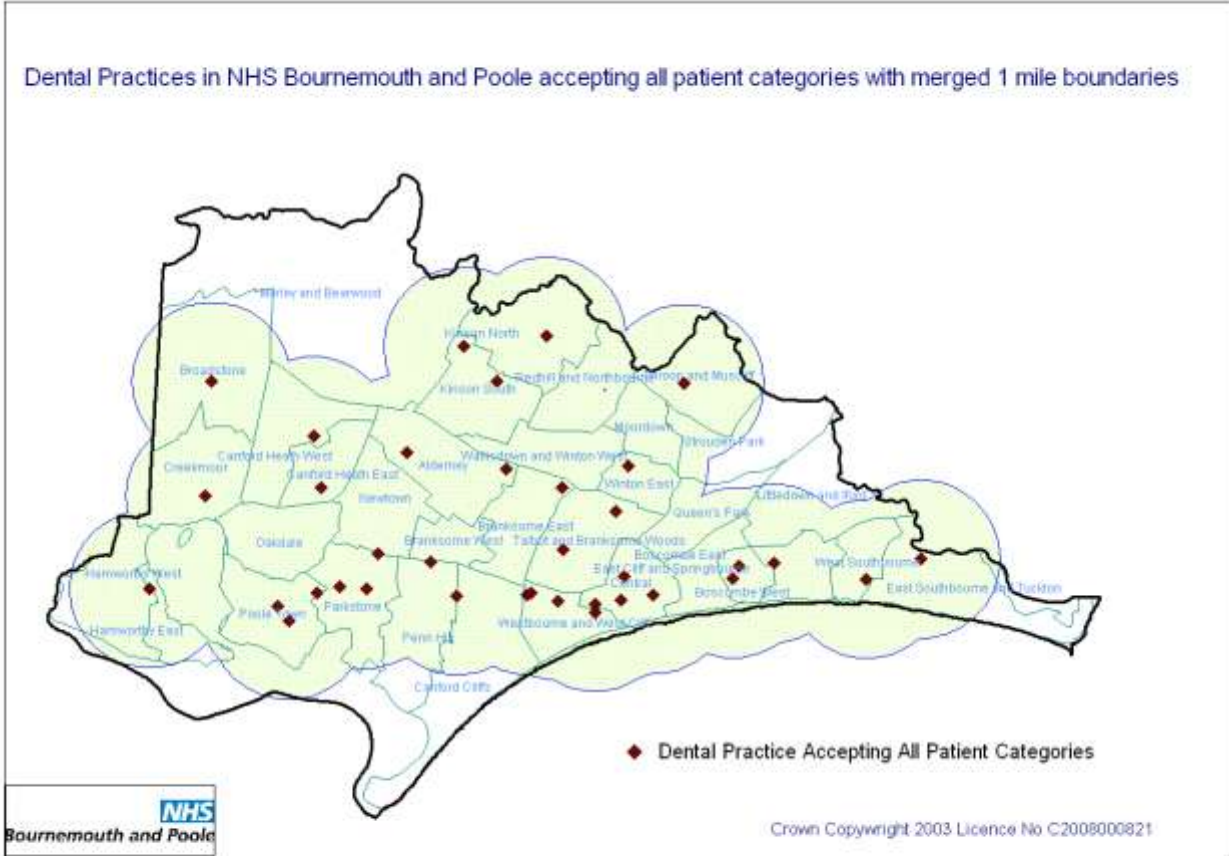 Dental Practices in NHS Bournemouth and Poole accepting all patient categories with merged 1 mile boundaries
Merley and Bearwood
Kinson North
Broadstone
Redhill and Northbourne
Kinson South
Moordown
Canford Heath West
Wallisdown and Winton West
Creekmoor
Canford Heath East
Alderney
Winton East
Newtown
Littledown and Iford
Queen's Park
Branksome East
Oakdale
Branksome West
Talbot and Branksome Woods
Boscombe East
West Southbourne
Hamworthy West
East Cliff and Springbourne
Central
Boscombe West
East Southbourne and Tuckton
Poole Town
Parkstone
Hamworthy East
Penn Hill
Westbourne and West Cliff
Canford Cliffs
Dental Practice Accepting All Patient Categories
NHS
Bournemouth and Poole
Crown Copywright 2003 Licence No C2008000821